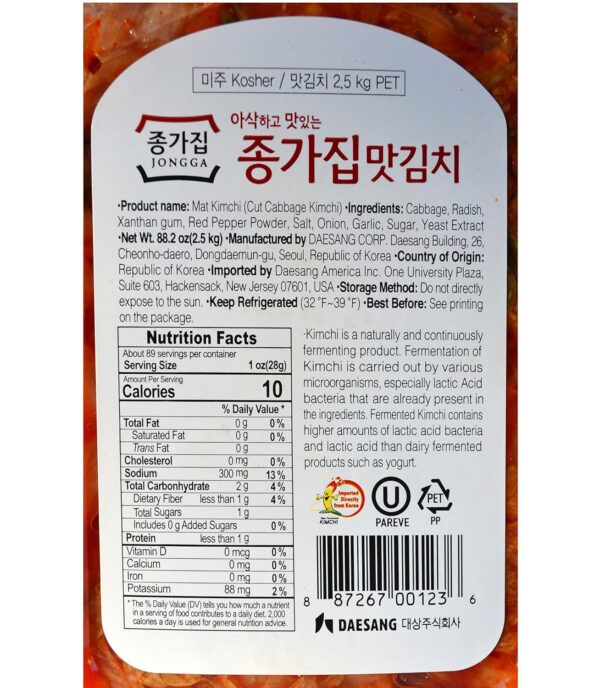 미주 Kosher / 맛김치 2,5 kg PET
종가집
JONGGA
아삭하고 맛있는
종가집맛김치
•Product name: Mat Kimchi (Cut Cabbage Kimchi) •Ingredients: Cabbage, Radish,
Xanthan gum, Red Pepper Powder, Salt, Onion, Garlic, Sugar, Yeast Extract
•Net Wt. 88.2 oz(2.5 kg) •Manufactured by DAESANG CORP. Daesang Building, 26,
Cheonho-daero, Dongdaemun-gu, Seoul, Republic of Korea •Country of Origin:
Republic of Korea •Imported by Daesang America Inc. One University Plaza,
Suite 603, Hackensack, New Jersey 07601, USA •Storage Method: Do not directly
expose to the sun. •Keep Refrigerated (32 °F~39 °F) •Best Before: See printing
on the package.
Nutrition Facts
About 89 servings per container
Serving Size 1 oz(28g)
Amount Per Serving
Calories 10
% Daily Value *
Total Fat 0 g 0 %
Saturated Fat 0 g 0 %
Trans Fat 0 g
Cholesterol 0 mg 0 %
Sodium 300 mg 13 %
Total Carbohydrate 2 g 4 %
Dietary Fiber less than 1 g 4 %
Total Sugars 1 g
Includes 0 g Added Sugars 0 %
Protein less than 1 g
Vitamin D 0 mcg 0 %
Calcium 0 mg 0 %
Iron 0 mg 0 %
Potassium 88 mg 2 %
* The % Daily Value (DV) tells you how much a nutrient
in a serving of food contributes to a daily diet. 2,000
calories a day is used for general nutrition advice.
•Kimchi is a naturally and continuously
fermenting product. Fermentation of
Kimchi is carried out by various
microorganisms, especially lactic Acid
bacteria that are already present in
the ingredients. Fermented Kimchi contains
higher amounts of lactic acid bacteria
and lactic acid than dairy fermented
products such as yogurt.
Imported
Directly
from Korea
KIMCHI
U
PAREVE
PET
PP
8 87267 00123 6
DAESANG 대상주식회사